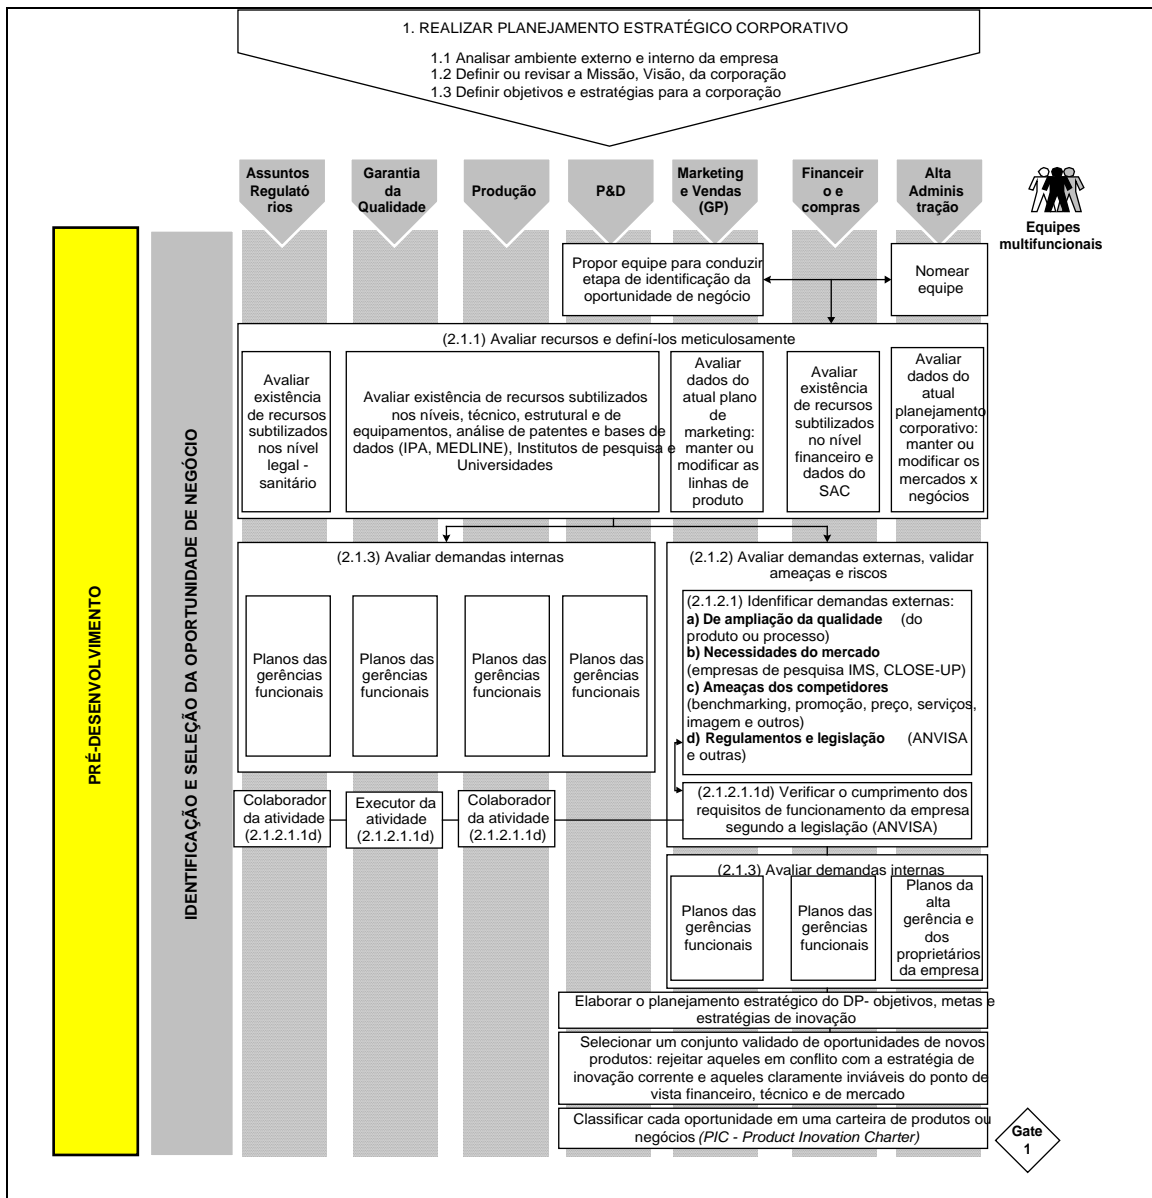 1. REALIZAR PLANEJAMENTO ESTRATÉGICO CORPORATIVO
1.1 Analisar ambiente externo e interno da empresa
1.2 Definir ou revisar a Missão, Visão, da corporação
1.3 Definir objetivos e estratégias para a corporação
Assuntos
Regulató
rios
Garantia
da
Qualidade
Produção
P&D
Marketing
e Vendas
(GP)
Financeir
o e
compras
Alta
Adminis
tração
Equipes
multifuncionais
PRÉ-DESENVOLVIMENTO
IDENTIFICAÇÃO E SELEÇÃO DA OPORTUNIDADE DE NEGÓCIO
Propor equipe para conduzir
etapa de identificação da
oportunidade de negócio
Nomear
equipe
(2.1.1) Avaliar recursos e definí-los meticulosamente
Avaliar
existência
de recursos
subtilizados
nos nível
legal -
sanitário
Avaliar existência de recursos subtilizados
nos níveis, técnico, estrutural e de
equipamentos, análise de patentes e bases de
dados (IPA, MEDLINE), Institutos de pesquisa e
Universidades
Avaliar
dados do
atual plano
de
marketing:
manter ou
modificar as
linhas de
produto
Avaliar
existência
de recursos
subtilizados
no nível
financeiro e
dados do
SAC
Avaliar
dados do
atual
planejamento
corporativo:
manter ou
modificar os
mercados x
negócios
(2.1.3) Avaliar demandas internas
Planos das
gerências
funcionais
Planos das
gerências
funcionais
Planos das
gerências
funcionais
Planos das
gerências
funcionais
(2.1.2) Avaliar demandas externas, validar
ameaças e riscos
(2.1.2.1) Idenfificar demandas externas:
a) De ampliação da qualidade (do
produto ou processo)
b) Necessidades do mercado
(empresas de pesquisa IMS, CLOSE-UP)
c) Ameaças dos competidores
(benchmarking, promoção, preço, serviços,
imagem e outros)
d) Regulamentos e legislação (ANVISA
e outras)
Colaborador
da atividade
(2.1.2.1.1d)
Executor da
atividade
(2.1.2.1.1d)
Colaborador
da atividade
(2.1.2.1.1d)
(2.1.2.1.1d) Verificar o cumprimento dos
requisitos de funcionamento da empresa
segundo a legislação (ANVISA)
(2.1.3) Avaliar demandas internas
Planos das
gerências
funcionais
Planos das
gerências
funcionais
Planos da
alta
gerência e
dos
proprietários
da empresa
Elaborar o planejamento estratégico do DP- objetivos, metas e
estratégias de inovação
Selecionar um conjunto validado de oportunidades de novos
produtos: rejeitar aqueles em conflito com a estratégia de
inovação corrente e aqueles claramente inviáveis do ponto de
vista financeiro, técnico e de mercado
Classificar cada oportunidade em uma carteira de produtos ou
negócios (PIC - Product Inovation Charter)
Gate
1